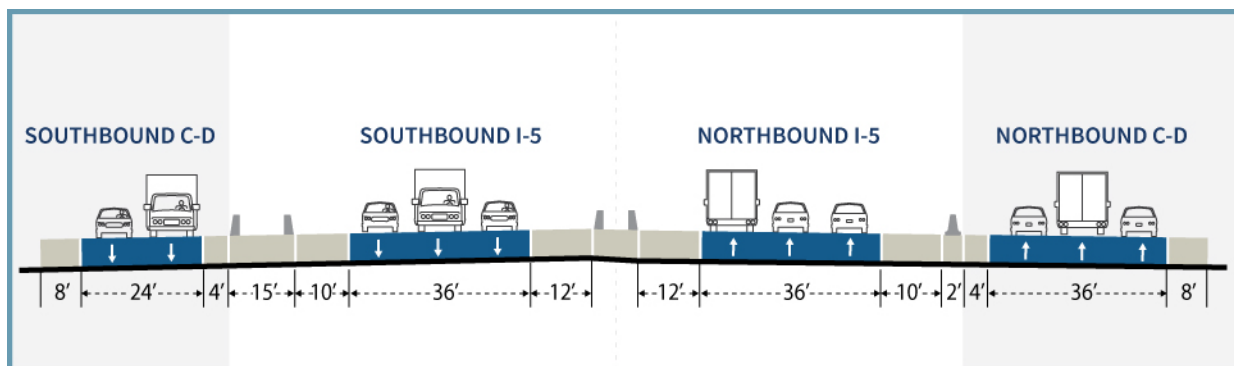 SOUTHBOUND C-D
SOUTHBOUND I-5
NORTHBOUND I-5
NORTHBOUND C-D
8′ 24′ 4′ 15′ 10′ 36′ 12′ 12′ 36′ 10′ 2′ 4′ 36′ 8′